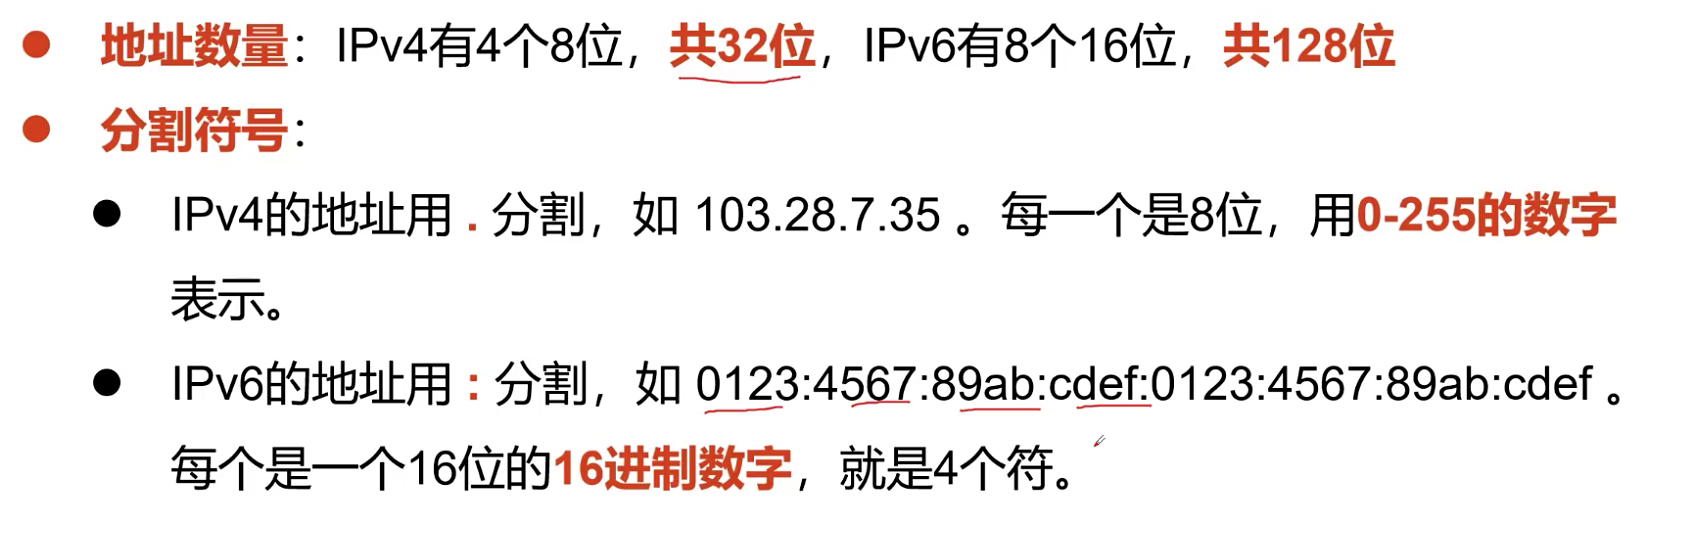 ● 地址数量：IPv4有4个8位，共32位，IPv6有8个16位，共128位
● 分割符号：
● IPv4的地址用 . 分割，如 103.28.7.35 。每一个是8位，用0-255的数字
表示。
● IPv6的地址用 : 分割，如 0123:4567:89ab:cdef:0123:4567:89ab:cdef 。
每个是一个16位的16进制数字，就是4个符。